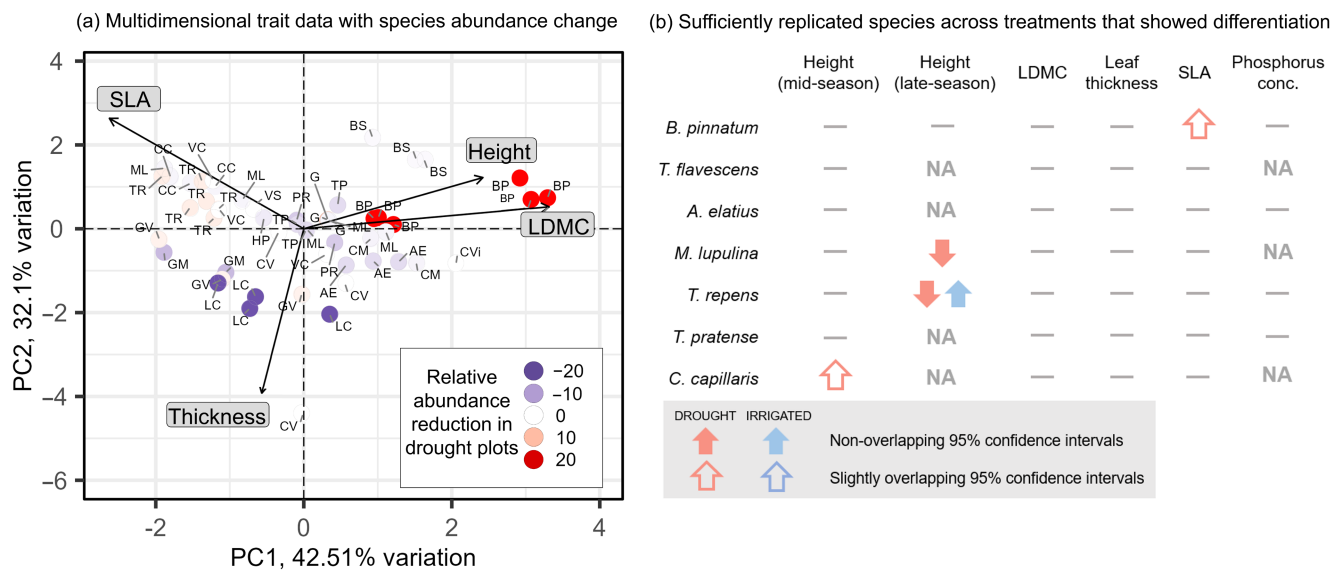 (a) Multidimensional trait data with species abundance change
4
2
0
−2
−4
−6
PC2, 32.1% variation
-2
0
2
4
PC1, 42.51% variation
SLA
Height
LDMC
Thickness
BS
BS
BS
CC
VC
ML
TR
CC
ML
TR
CC
TR
TR
VS
PR
G
TP
BP
BP
BP
TR
VC
TP
G
BP
BP
BP
GV
TR
HP
TP
ML
G
ML
CM
ML
AE
CVi
GM
GM
CV
VC
PR
AE
CM
GV
LC
LC
GV
AE
CV
LC
LC
CV
Relative
abundance
reduction in
drought plots
−20
−10
0
10
20
(b) Sufficiently replicated species across treatments that showed differentiation
Height
(mid-season)
Height
(late-season)
LDMC
Leaf
thickness
SLA
Phosphorus
conc.
B. pinnatum
T. flavescens NA NA
A. elatius NA
M. lupulina NA
T. repens
T. pratense NA
C. capillaris NA NA
DROUGHT IRRIGATED
Non-overlapping 95% confidence intervals
Slightly overlapping 95% confidence intervals